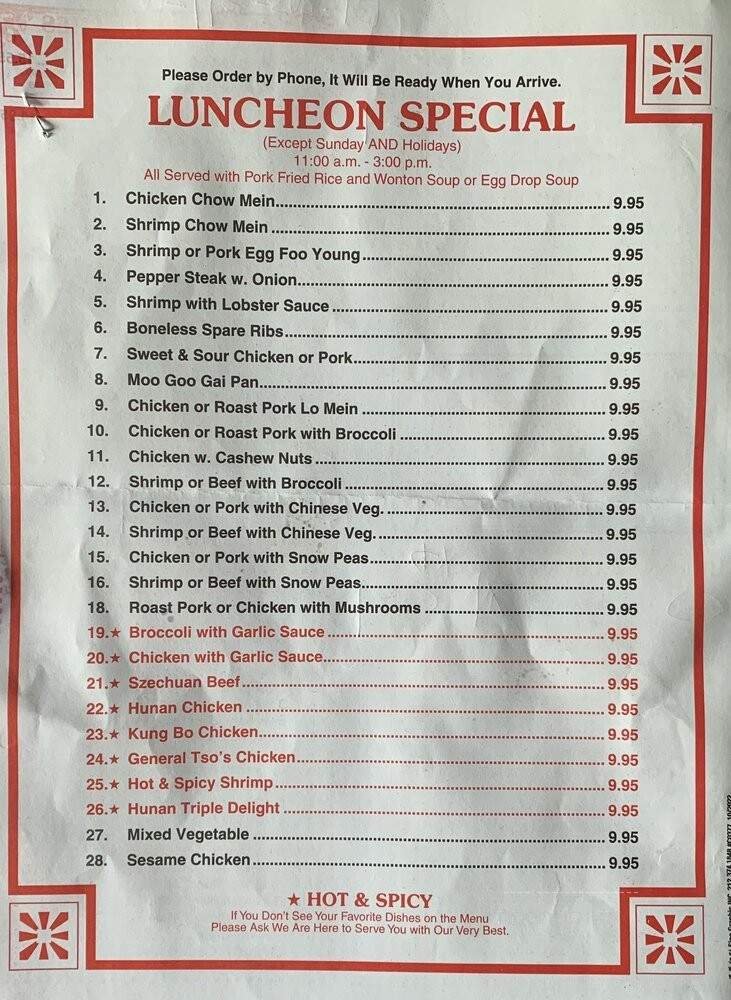 Please Order by Phone, It Will Be Ready When You Arrive.
LUNCHEON SPECIAL
(Except Sunday AND Holidays)
11:00 a.m. - 3:00 p.m.
All Served with Pork Fried Rice and Wonton Soup or Egg Drop Soup
1. Chicken Chow Mein 9.95
2. Shrimp Chow Mein 9.95
3. Shrimp or Pork Egg Foo Young 9.95
4. Pepper Steak w. Onion 9.95
5. Shrimp with Lobster Sauce 9.95
6. Boneless Spare Ribs 9.95
7. Sweet & Sour Chicken or Pork 9.95
8. Moo Goo Gai Pan 9.95
9. Chicken or Roast Pork Lo Mein 9.95
10. Chicken or Roast Pork with Broccoli 9.95
11. Chicken w. Cashew Nuts 9.95
12. Shrimp or Beef with Broccoli 9.95
13. Chicken or Pork with Chinese Veg. 9.95
14. Shrimp or Beef with Chinese Veg. 9.95
15. Chicken or Pork with Snow Peas 9.95
16. Shrimp or Beef with Snow Peas 9.95
18. Roast Pork or Chicken with Mushrooms 9.95
19.★ Broccoli with Garlic Sauce 9.95
20.★ Chicken with Garlic Sauce 9.95
21.★ Szechuan Beef 9.95
22.★ Hunan Chicken 9.95
23.★ Kung Bo Chicken 9.95
24.★ General Tso's Chicken 9.95
25.★ Hot & Spicy Shrimp 9.95
26.★ Hunan Triple Delight 9.95
27. Mixed Vegetable 9.95
28. Sesame Chicken 9.95
★ HOT & SPICY
If You Don't See Your Favorite Dishes on the Menu
Please Ask We Are Here to Serve You with Our Very Best.